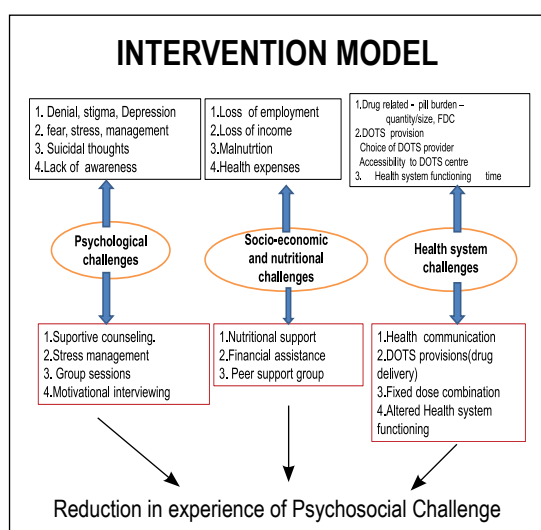 INTERVENTION MODEL
1. Denial, stigma, Depression
2. fear, stress, management
3. Suicidal thoughts
4.Lack of awareness
1.Loss of employment
2.Loss of income
3.Malnutrtion
4.Health expenses
1.Drug related - pill burden –
quantity/size, FDC
2.DOTS provision
Choice of DOTS provider
Accessibility to DOTS centre
3. Health system functioning time
Psychological
challenges
Socio-economic
and nutritional
challenges
Health system
challenges
1.Suportive counseling.
2.Stress management
3. Group sessions
4.Motivational interviewing
1.Nutritional support
2.Financial assistance
3. Peer support group
1.Health communication
2.DOTS provisions(drug
delivery)
3.Fixed dose combination
4.Altered Health system
functioning
Reduction in experience of Psychosocial Challenge